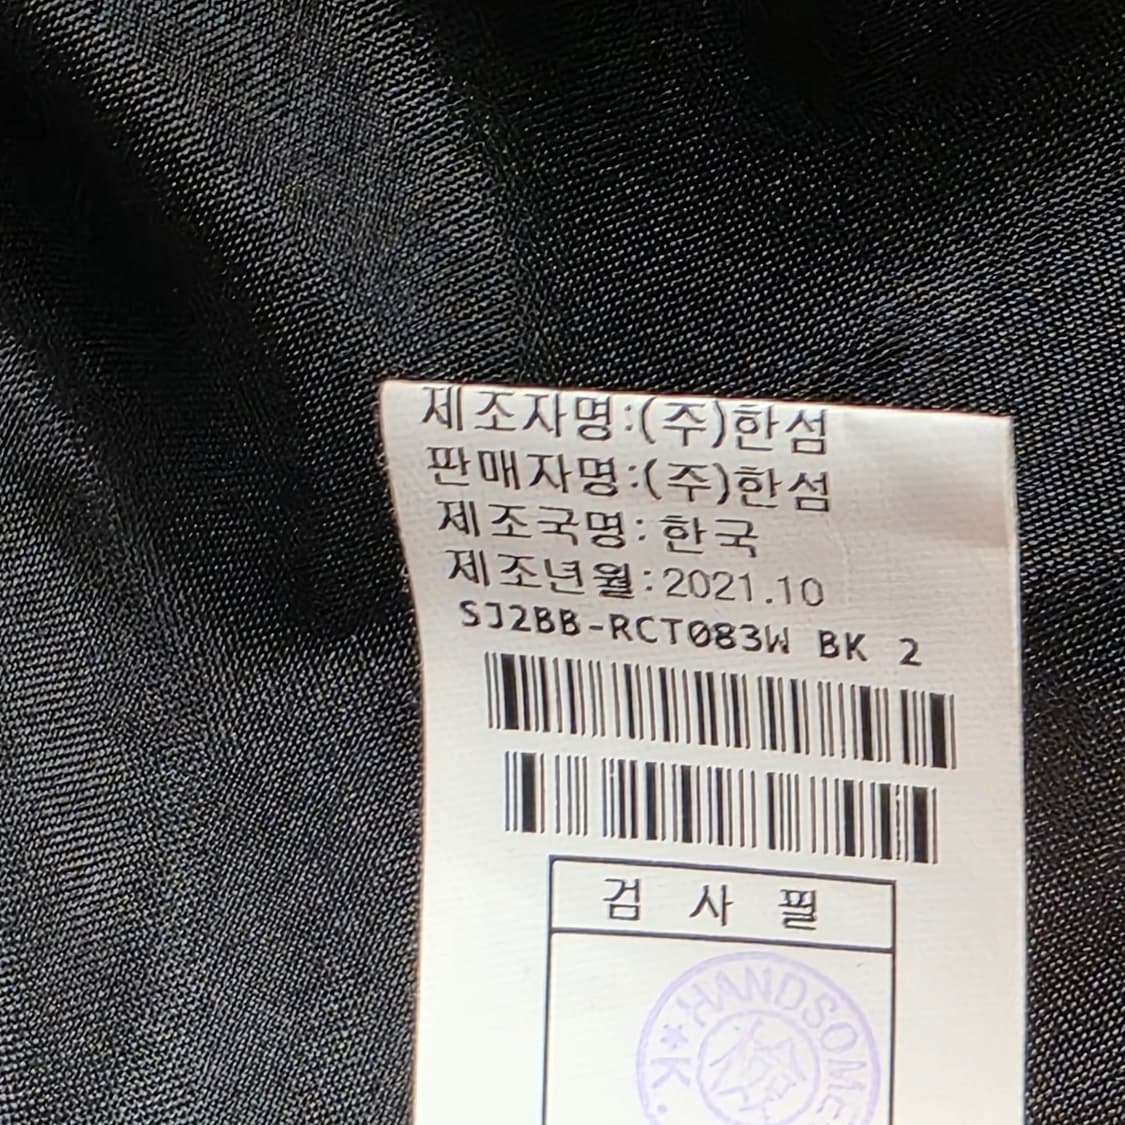 제조자명:(주)한섬
판매자명:(주)한섬
제조국명:한국
제조년월:2021.10
SJ2BB-RCT083W BK 2
검 사 필
HANDSOME
*K.